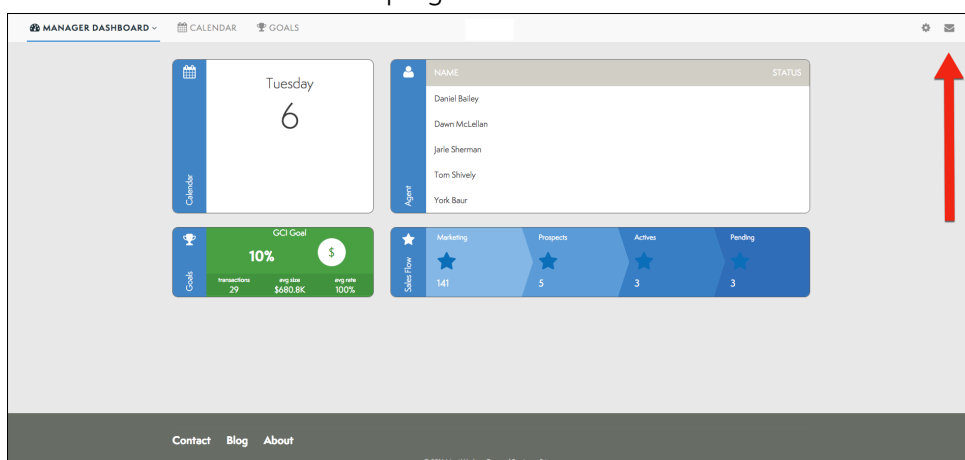 MANAGER DASHBOARD CALENDAR GOALS
Tuesday
6
Calendar
NAME STATUS
Daniel Bailey
Dawn McLellan
Jarie Sherman
Tom Shively
York Baur
Agent
GCI Goal
10% $
transactions avg size avg rate
29 $680.8K 100%
Goals
Marketing Prospects Actives Pending
141 5 3 3
Sales Flow
Contact Blog About